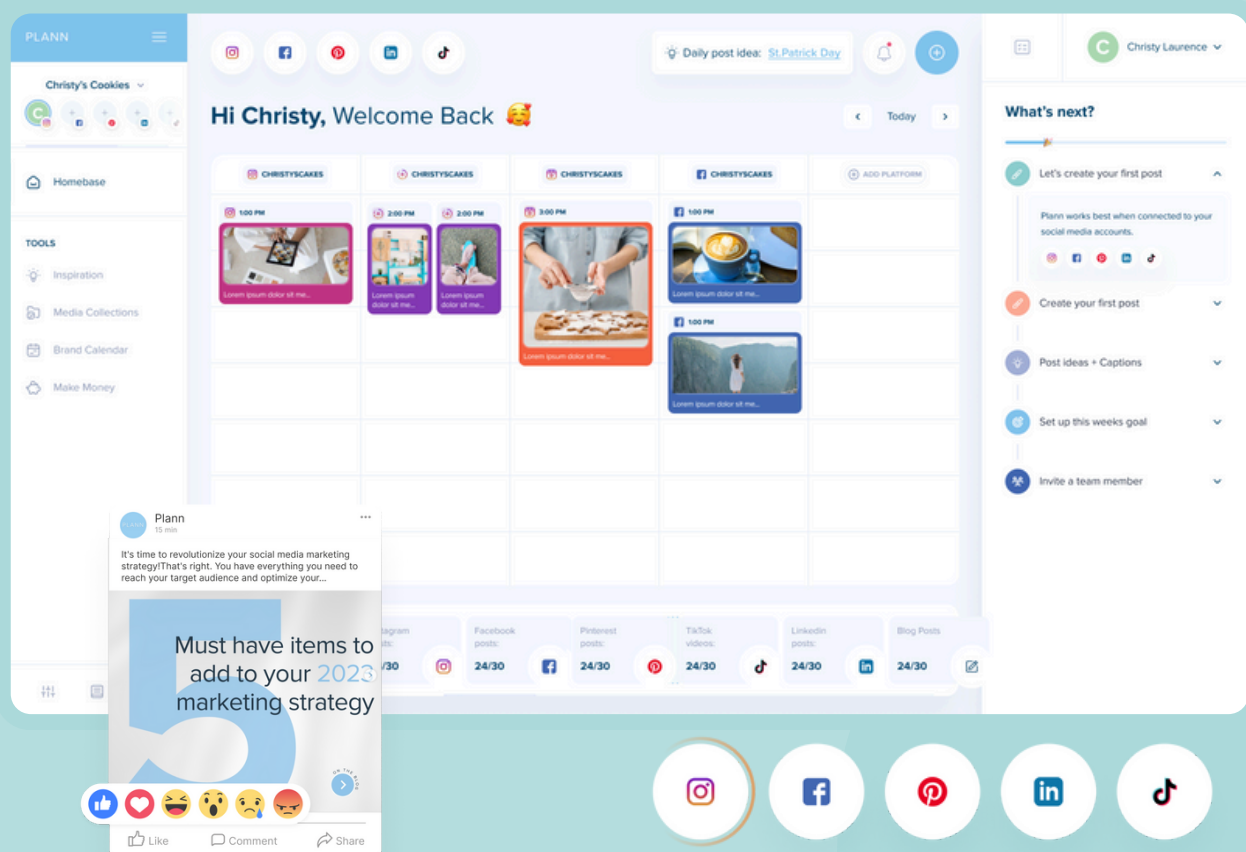 PLANN
Christy's Cookies
Homebase
TOOLS
Inspiration
Media Collections
Brand Calendar
Make Money
Daily post idea: St.Patrick Day
Hi Christy, Welcome Back
Today
CHRISTYSCAKES
CHRISTYSCAKES
CHRISTYSCAKES
CHRISTYSCAKES
ADD PLATFORM
1:00 PM
Lorem ipsum dolor sit me...
2:00 PM
Lorem ipsum
dolor sit me...
2:00 PM
Lorem ipsum
dolor sit me...
3:00 PM
Lorem ipsum dolor sit me...
1:00 PM
Lorem ipsum dolor sit me...
1:00 PM
Lorem ipsum dolor sit me...
tagram
/30
Facebook
posts:
24/30
Pinterest
posts:
24/30
TikTok
videos:
24/30
Linkedin
posts:
24/30
Blog Posts
24/30
C
Christy Laurence
What's next?
Let's create your first post
Plann works best when connected to your
social media accounts.
Create your first post
Post ideas + Captions
Set up this weeks goal
Invite a team member
Plann
15 min
It's time to revolutionize your social media marketing
strategy!That's right. You have everything you need to
reach your target audience and optimize your...
5
Must have items to
add to your 2023
marketing strategy
ON THE BLOG
Like
Comment
Share